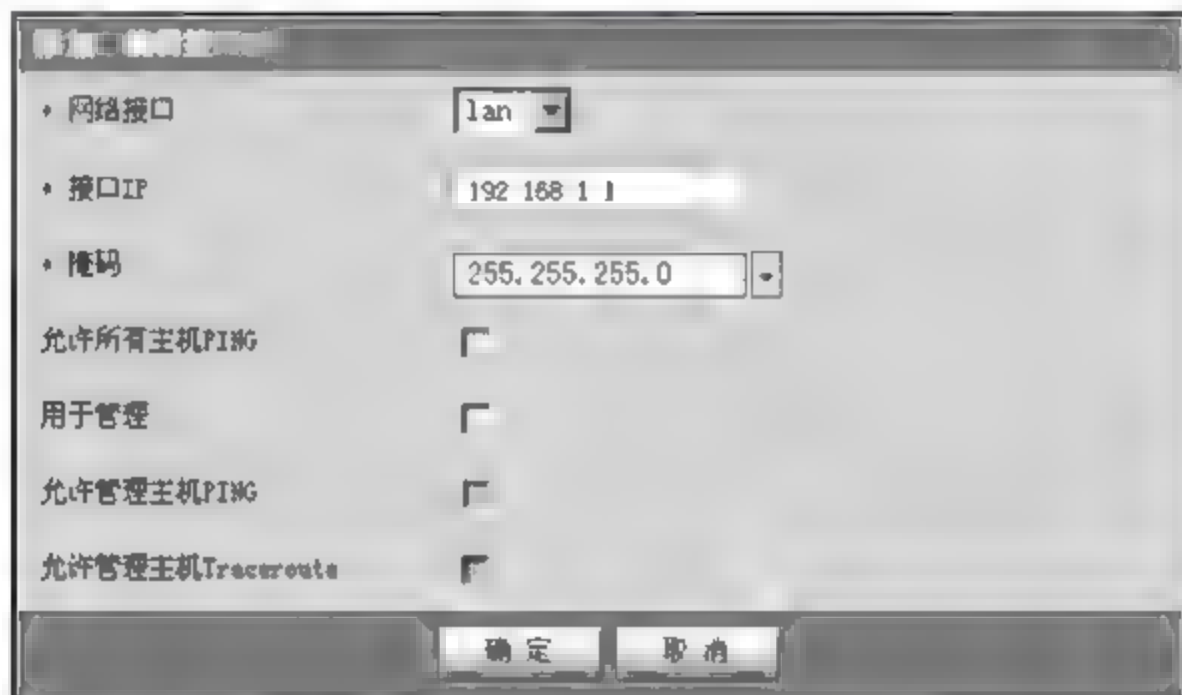 网络接口 lan
接口IP 192 168 1 1
掩码 255.255.255.0
允许所有主机PING
用于管理
允许管理主机PING
允许管理主机Traceroute
确定 取消